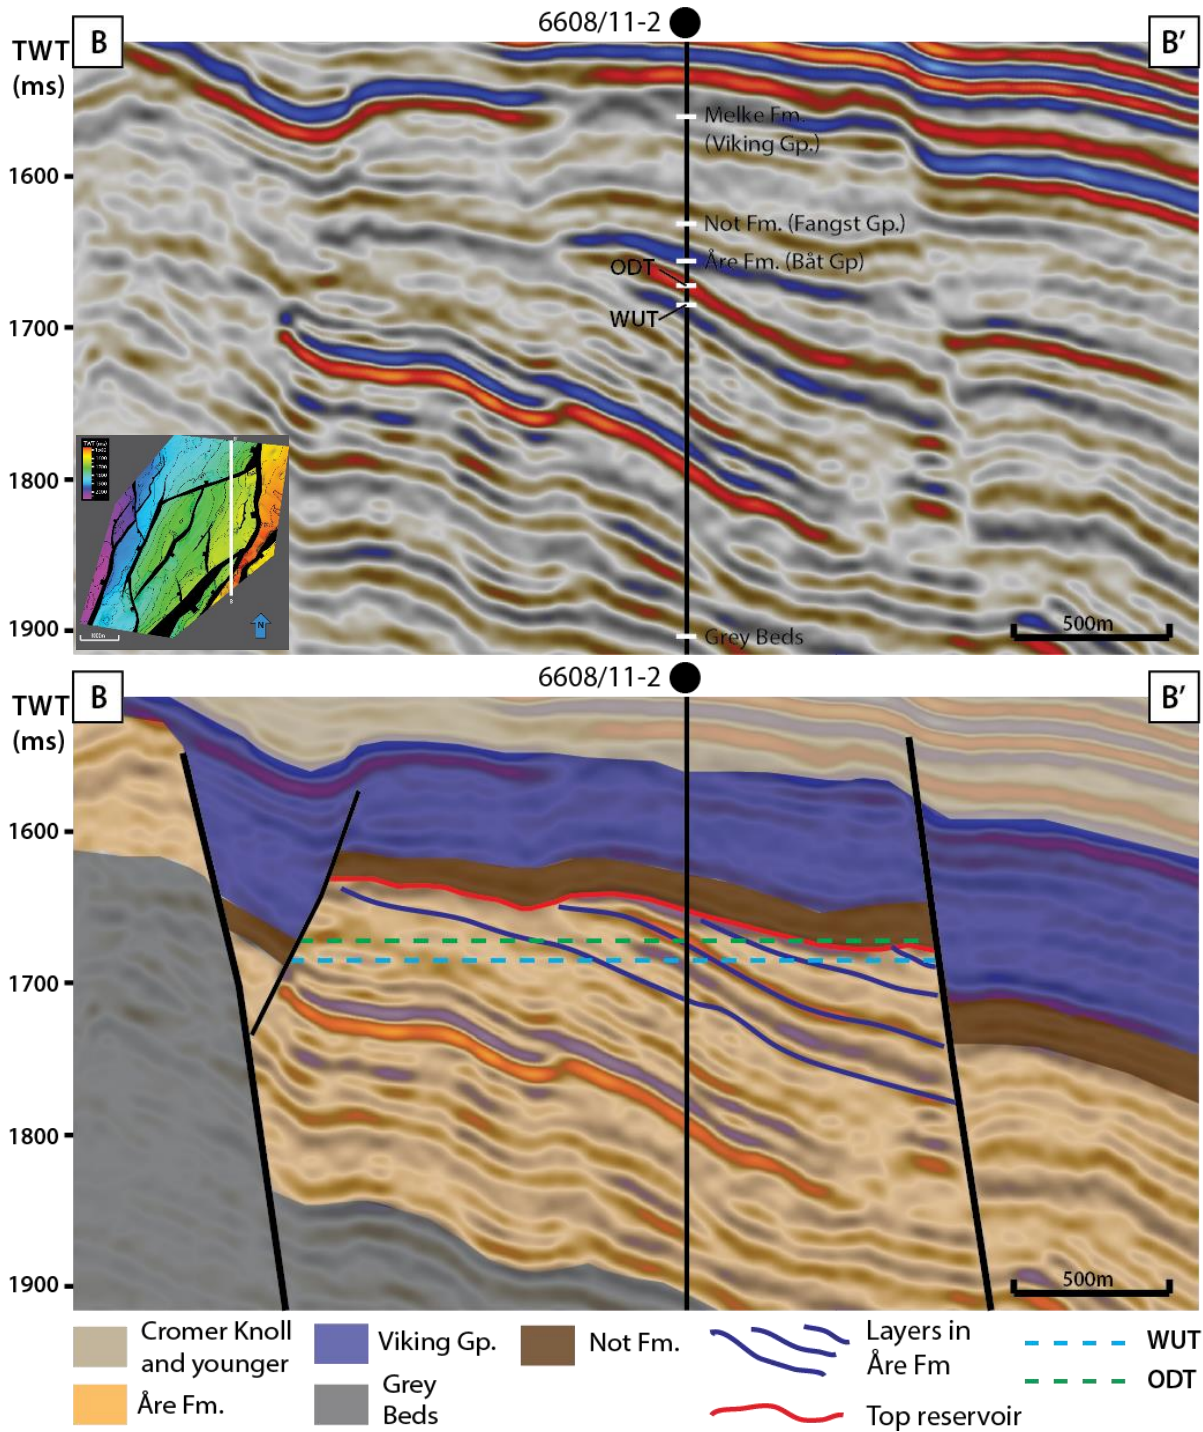 6608/11-2
TWT
(ms)
B
B'
Melke Fm.
(Viking Gp.)
1600
Not Fm. (Fangst Gp.)
Åre Fm. (Båt Gp)
ODT
WUT
1700
1800
TWT (ms)
N
1900
Grey Beds
500m
6608/11-2
TWT
(ms)
B
B'
1600
1700
1800
1900
500m
Cromer Knoll
and younger
Viking Gp.
Not Fm.
Layers in
Åre Fm
WUT
ODT
Åre Fm.
Grey
Beds
Top reservoir